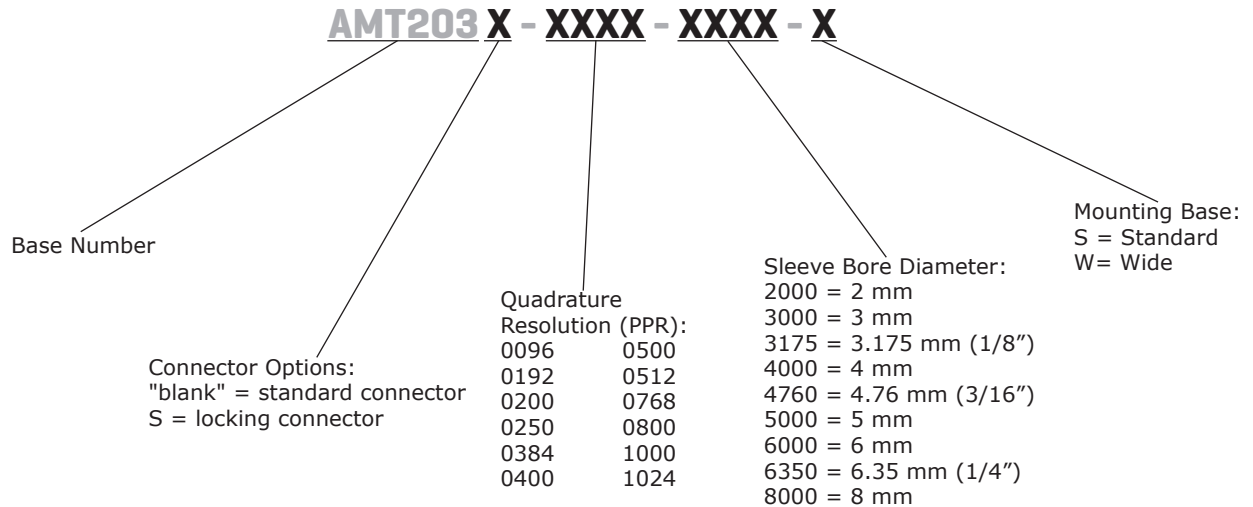 AMT203 X - XXXX - XXXX - X
Base Number
Connector Options:
"blank" = standard connector
S = locking connector
Quadrature
Resolution (PPR):
0096 0500
0192 0512
0200 0768
0250 0800
0384 1000
0400 1024
Sleeve Bore Diameter:
2000 = 2 mm
3000 = 3 mm
3175 = 3.175 mm (1/8”)
4000 = 4 mm
4760 = 4.76 mm (3/16”)
5000 = 5 mm
6000 = 6 mm
6350 = 6.35 mm (1/4”)
8000 = 8 mm
Mounting Base:
S = Standard
W= Wide